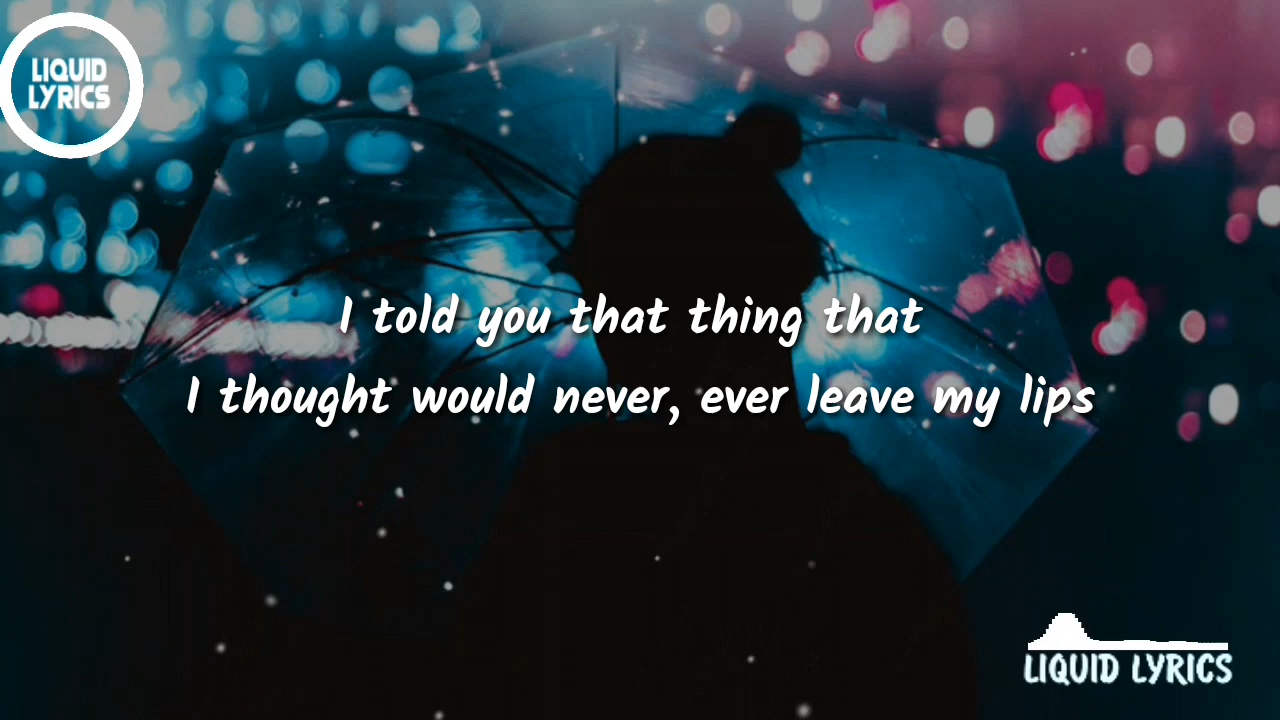 LIQUID
LYRICS
I told you that thing that
I thought would never, ever leave my lips
LIQUID LYRICS